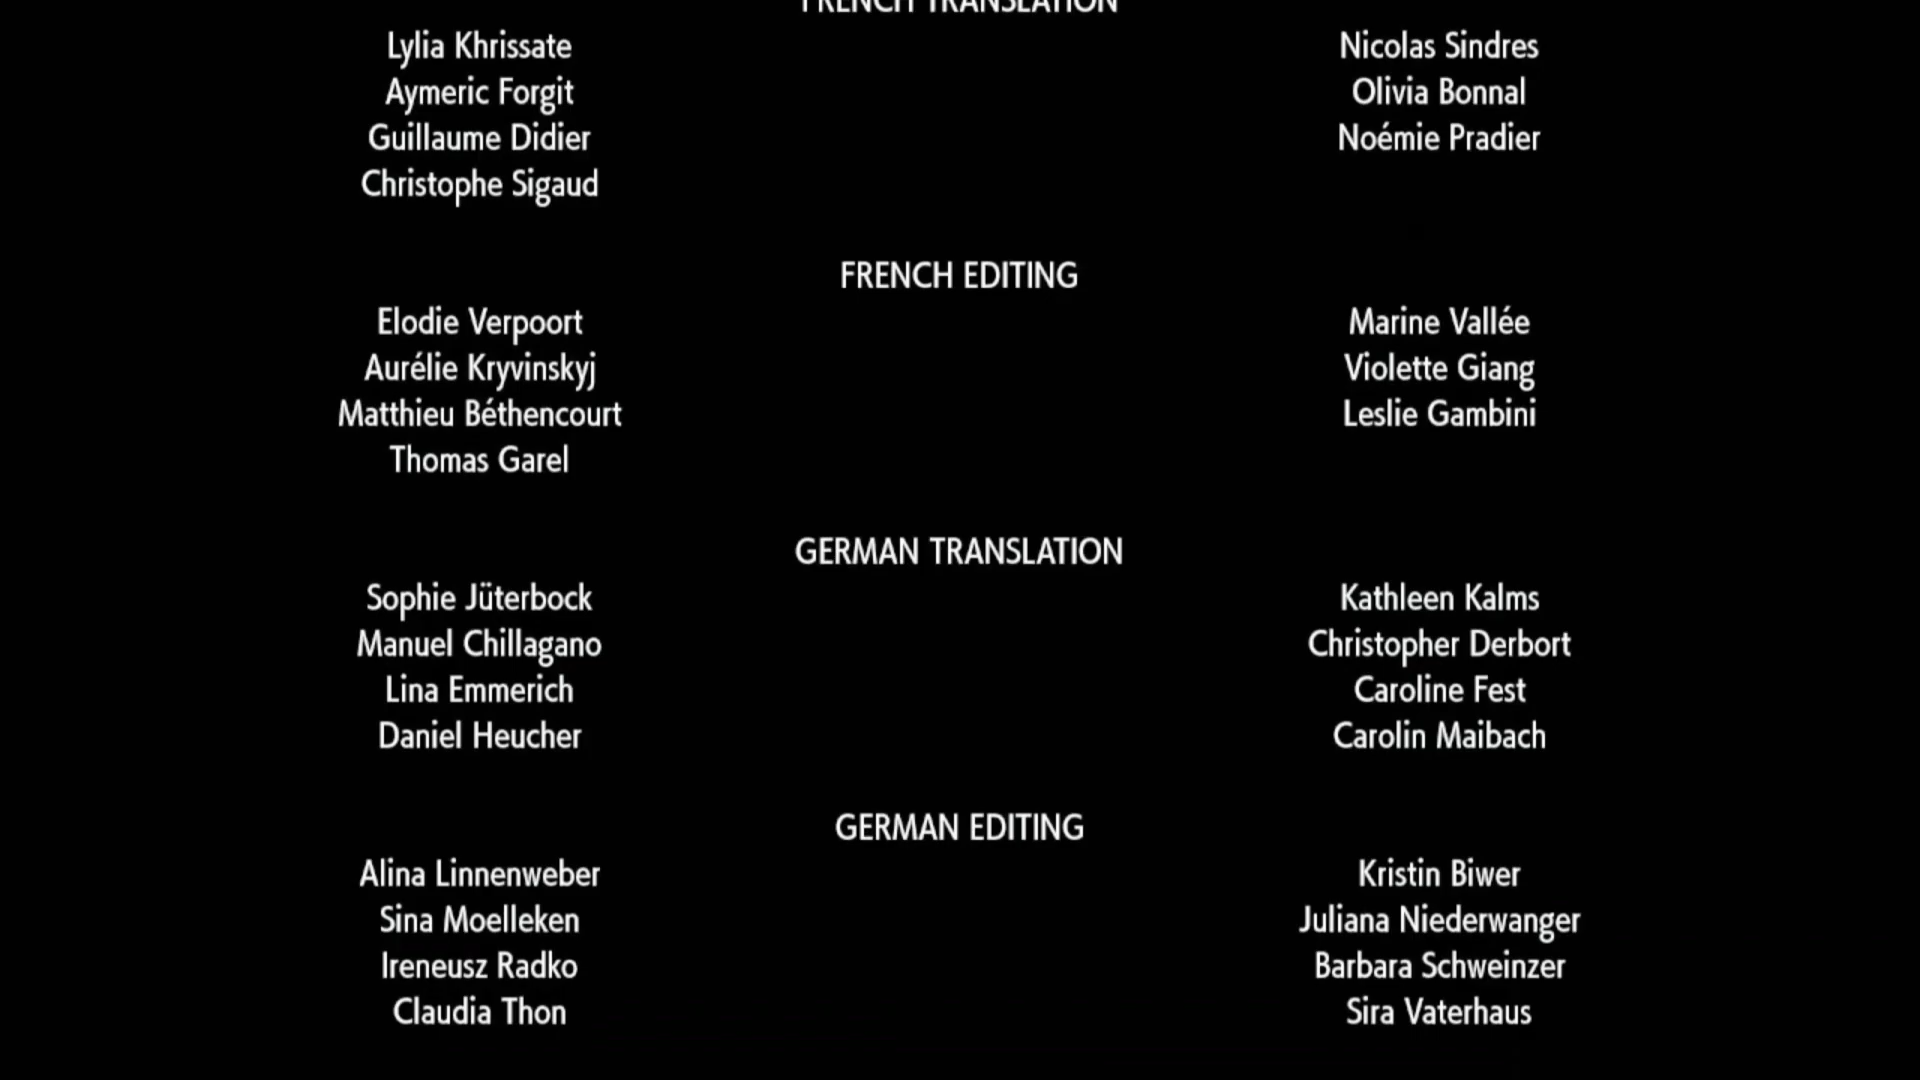 FRENCH TRANSLATION
Lylia Khrissate
Nicolas Sindres
Aymeric Forgit
Olivia Bonnal
Guillaume Didier
Noémie Pradier
Christophe Sigaud
FRENCH EDITING
Elodie Verpoort
Marine Vallée
Aurélie Kryvinskyj
Violette Giang
Matthieu Béthencourt
Leslie Gambini
Thomas Garel
GERMAN TRANSLATION
Sophie Jüterbock
Kathleen Kalms
Manuel Chillagano
Christopher Derbort
Lina Emmerich
Caroline Fest
Daniel Heucher
Carolin Maibach
GERMAN EDITING
Alina Linnenweber
Kristin Biwer
Sina Moelleken
Juliana Niederwanger
Ireneusz Radko
Barbara Schweinzer
Claudia Thon
Sira Vaterhaus